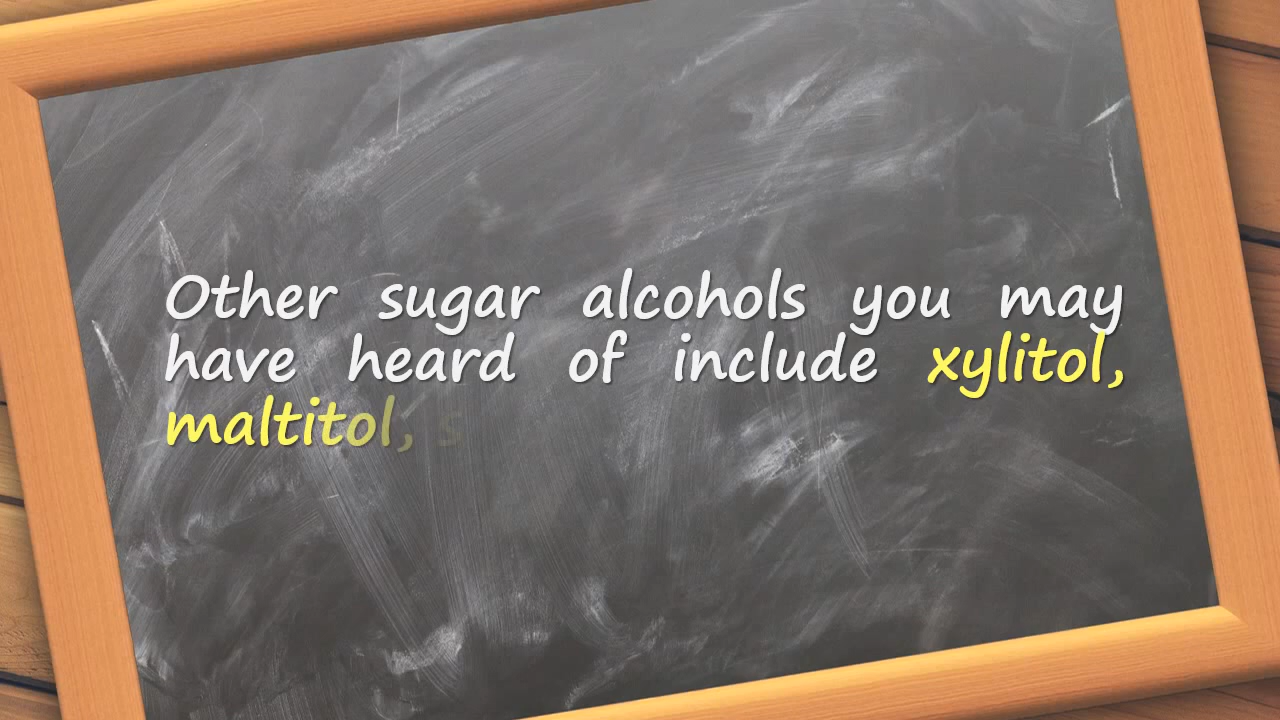 Other sugar alcohols you may
have heard of include xylitol,
maltitol, s